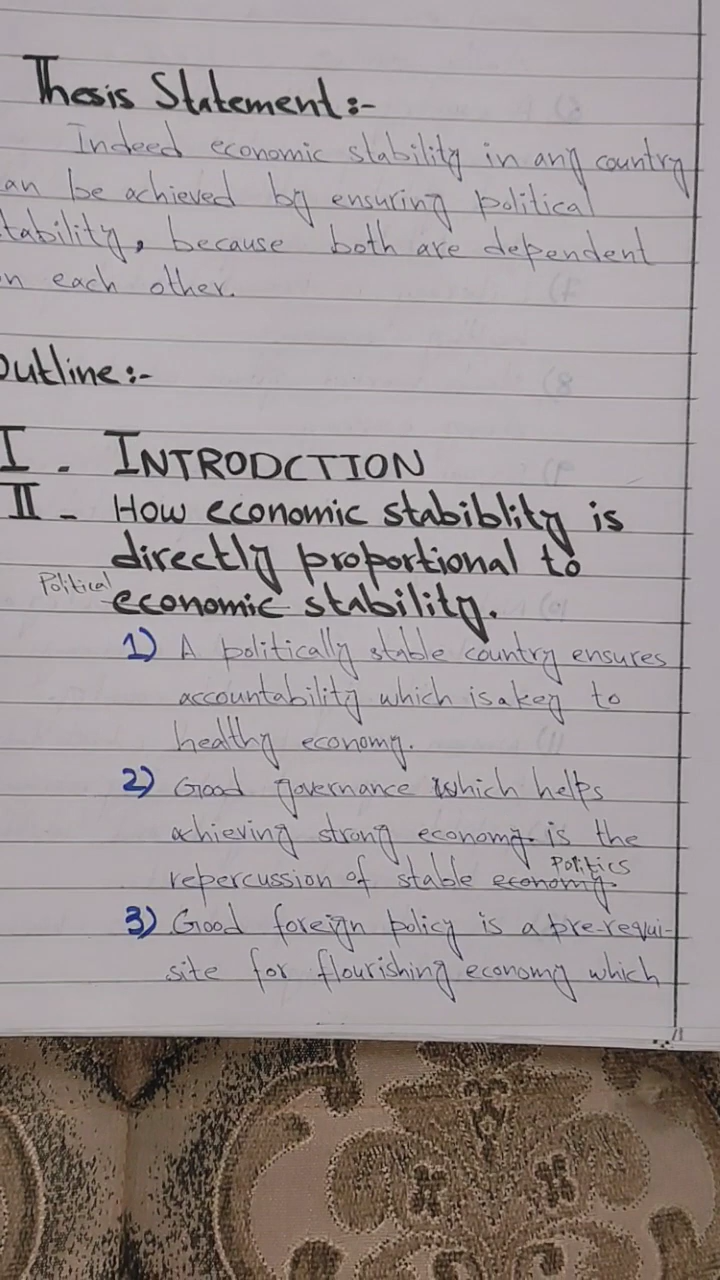 Thesis Statement:-
Indeed economic stability in any country
an be achieved by ensuring political
tability, because both are dependent
n each other.
Outline:-
I - INTRODCTION
II - How economic stabiblity is
directly proportional to
Political
economic stability.
1) A politically stable country ensures
accountability which is a key to
healthy economy.
2) Good governance which helps
achieving strong economy is the
Politics
repercussion of stable economy
3) Good foreign policy is a pre-requi-
site for flourishing economy which